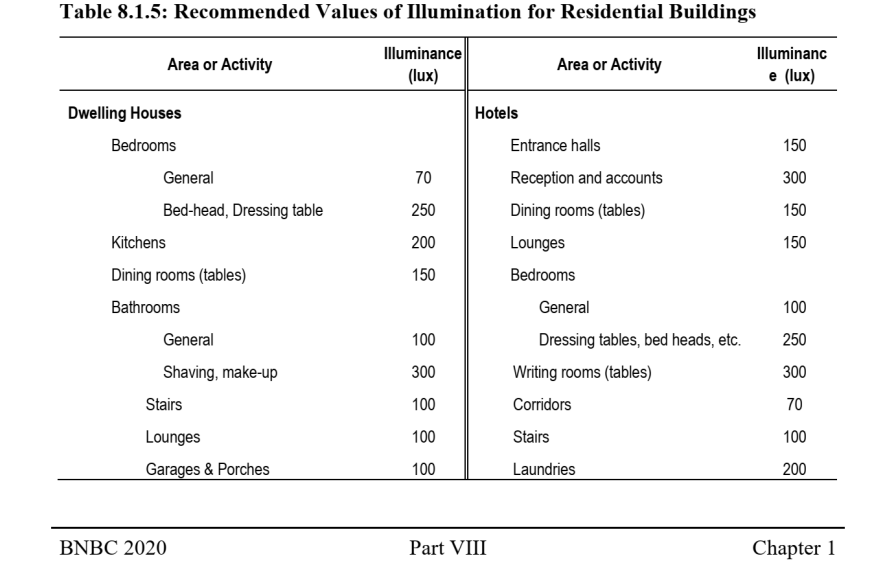 Table 8.1.5: Recommended Values of Illumination for Residential Buildings
Area or Activity Illuminance (lux) Area or Activity Illuminanc e (lux)
Dwelling Houses Hotels
Bedrooms Entrance halls 150
General 70 Reception and accounts 300
Bed-head, Dressing table 250 Dining rooms (tables) 150
Kitchens 200 Lounges 150
Dining rooms (tables) 150 Bedrooms
Bathrooms General 100
General 100 Dressing tables, bed heads, etc. 250
Shaving, make-up 300 Writing rooms (tables) 300
Stairs 100 Corridors 70
Lounges 100 Stairs 100
Garages & Porches 100 Laundries 200
BNBC 2020 Part VIII Chapter 1